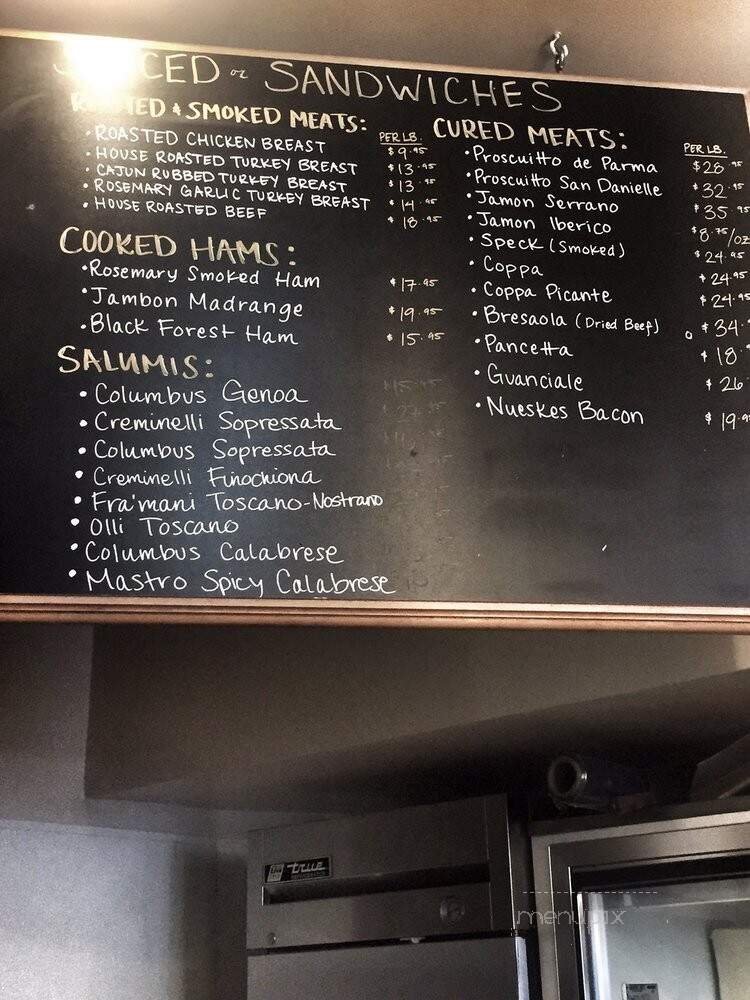 SANDWICHES
ROASTED & SMOKED MEATS:
PER LB.
• ROASTED CHICKEN BREAST $9.95
• HOUSE ROASTED TURKEY BREAST $13.95
• CAJUN RUBBED TURKEY BREAST $13.95
• ROSEMARY GARLIC TURKEY BREAST $14.95
• HOUSE ROASTED BEEF $18.95
COOKED HAMS:
• Rosemary Smoked Ham $17.95
• Jambon Madrange $19.95
• Black Forest Ham $15.95
SALUMIS:
• Columbus Genoa
• Creminelli Sopressata
• Columbus Sopressata
• Creminelli Finochiona
• Fra'mani Toscano-Nostrano
• Olli Toscano
• Columbus Calabrese
• Mastro Spicy Calabrese
CURED MEATS:
PER LB.
• Proscuitto de Parma $28.95
• Proscuitto San Danielle $32.95
• Jamon Serrano $35.95
• Jamon Iberico $8.75/oz
• Speck (Smoked) $24.95
• Coppa $24.95
• Coppa Picante $24.95
• Bresaola (Dried Beef) $34.
• Pancetta $18.
• Guanciale $26
• Nueskes Bacon $19.9
true
menupix